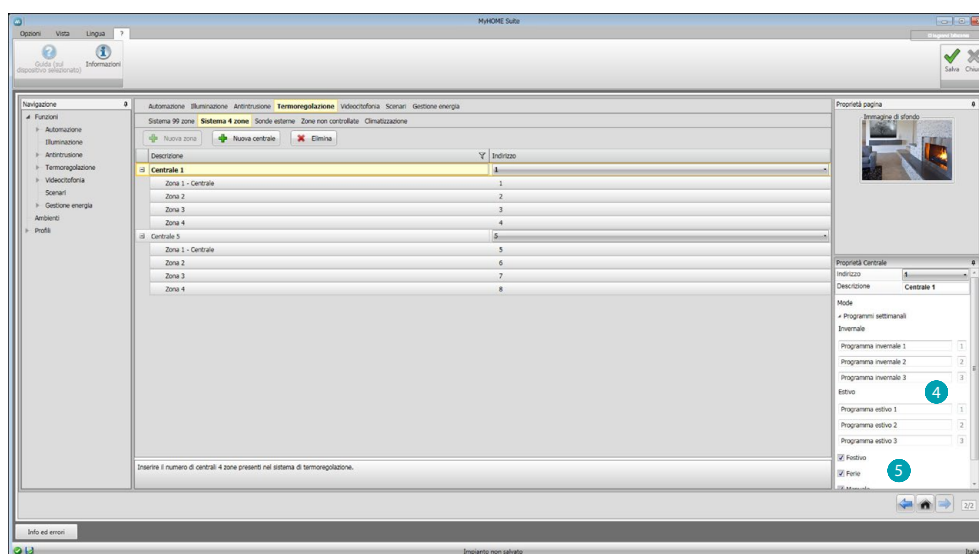 MyHOME Suite
Opzioni Vista Lingua ?
Guida (sul dispositivo selezionato)
Informazioni
Salva Chiu
Navigazione
Funzioni
Automazione
Illuminazione
Antintrusione
Termoregolazione
Videocitofonia
Scenari
Gestione energia
Ambienti
Profili
Automazione Illuminazione Antintrusione Termoregolazione Videocitofonia Scenari Gestione energia
Sistema 99 zone Sistema 4 zone Sonde esterne Zone non controllate Climatizzazione
Nuova zona Nuova centrale Elimina
Descrizione Indirizzo
Centrale 1 1
Zona 1 - Centrale 1
Zona 2 2
Zona 3 3
Zona 4 4
Centrale 5 5
Zona 1 - Centrale 5
Zona 2 6
Zona 3 7
Zona 4 8
Inserire il numero di centrali 4 zone presenti nel sistema di termoregolazione.
Proprietà pagina
Immagine di sfondo
Proprietà Centrale
Indirizzo 1
Descrizione Centrale 1
Mode
Programmi settimanali
Invernale
Programma invernale 1 1
Programma invernale 2 2
Programma invernale 3 3
Estivo 4
Programma estivo 1 1
Programma estivo 2 2
Programma estivo 3 3
Festivo
Ferie 5
Manuale
2/2
Info ed errori
Impianto non salvato Italia